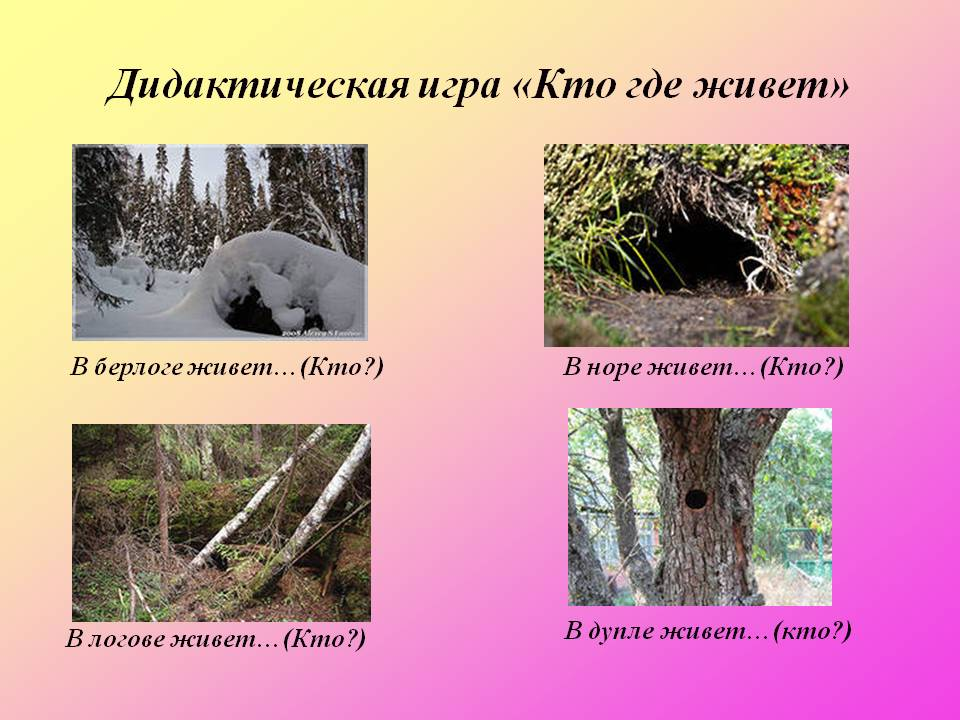 Дидактическая игра «Кто где живет»
В берлоге живет…(Кто?)
В норе живет…(Кто?)
В логове живет…(Кто?)
В дупле живет…(кто?)